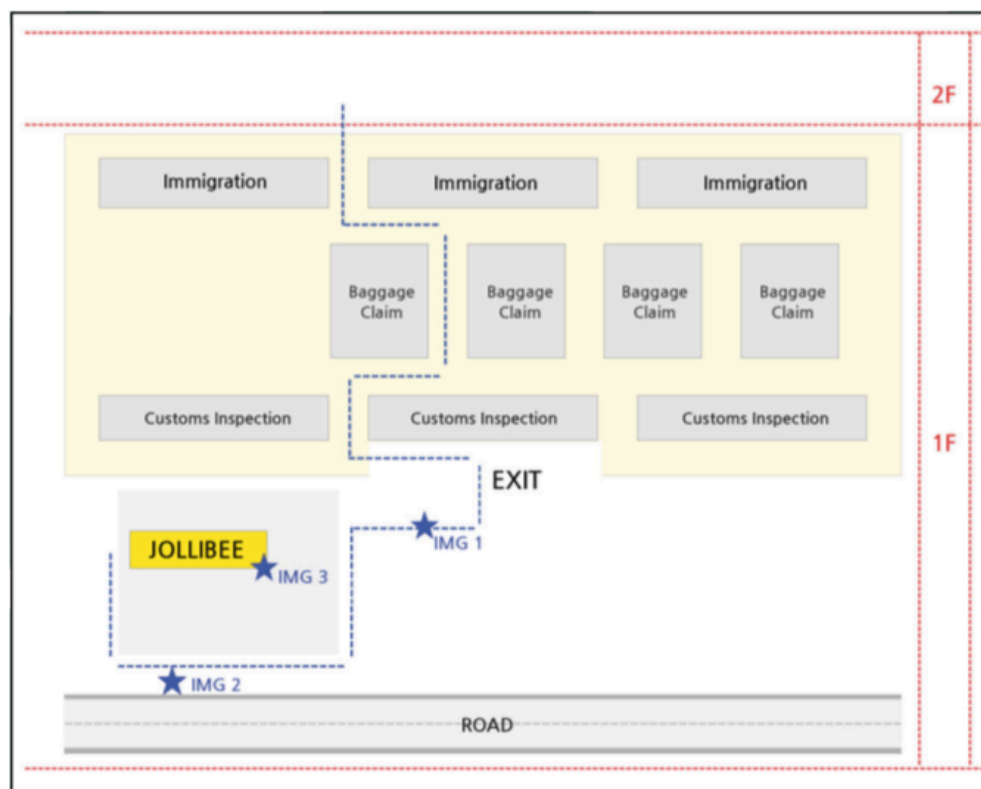 2F
Immigration
Immigration
Immigration
Baggage
Claim
Baggage
Claim
Baggage
Claim
Baggage
Claim
Customs Inspection
Customs Inspection
Customs Inspection
1F
EXIT
IMG 1
JOLLIBEE
IMG 3
IMG 2
ROAD